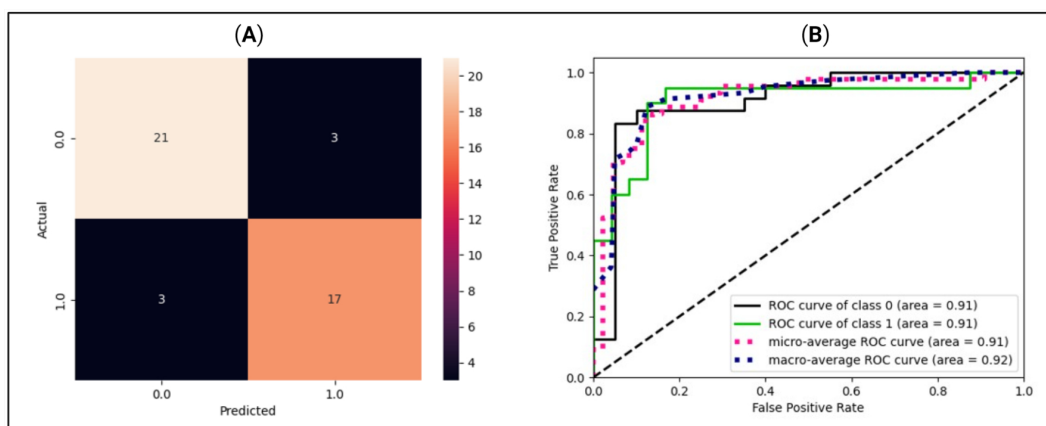 (A)
21
3
3
17
0.0
1.0
Actual
0.0
1.0
Predicted
20
18
16
14
12
10
8
6
4
(B)
1.0
0.8
0.6
0.4
0.2
0.0
True Positive Rate
0.0
0.2
0.4
0.6
0.8
1.0
False Positive Rate
ROC curve of class 0 (area = 0.91)
ROC curve of class 1 (area = 0.91)
micro-average ROC curve (area = 0.91)
macro-average ROC curve (area = 0.92)